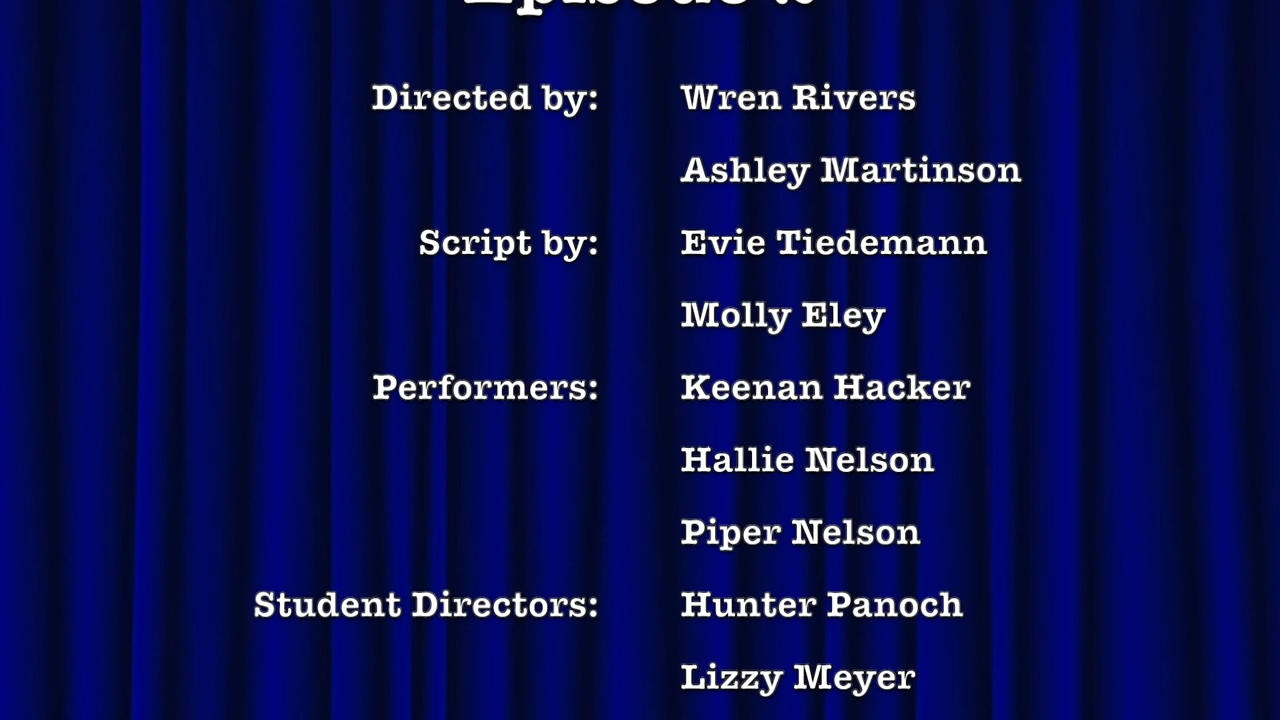 Episode
Directed by: Wren Rivers
Ashley Martinson
Script by: Evie Tiedemann
Molly Eley
Performers: Keenan Hacker
Hallie Nelson
Piper Nelson
Student Directors: Hunter Panoch
Lizzy Meyer